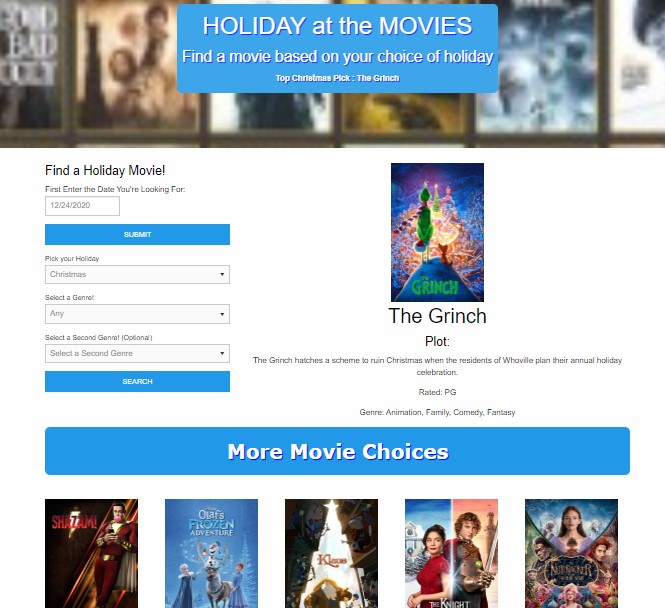 HOLIDAY at the MOVIES
Find a movie based on your choice of holiday
Top Christmas Pick : The Grinch
Find a Holiday Movie!
First Enter the Date You're Looking For:
12/24/2020
SUBMIT
Pick your Holiday
Christmas
Select a Genre!
Any
Select a Second Genre! (Optional)
Select a Second Genre
SEARCH
THE
GRINCH
The Grinch
Plot:
The Grinch hatches a scheme to ruin Christmas when the residents of Whoville plan their annual holiday
celebration.
Rated: PG
Genre: Animation, Family, Comedy, Fantasy
More Movie Choices
SHAZAM!
Olaf's
FROZEN
ADVENTURE
Klaus
THE KNIGHT
NUTCRACKER